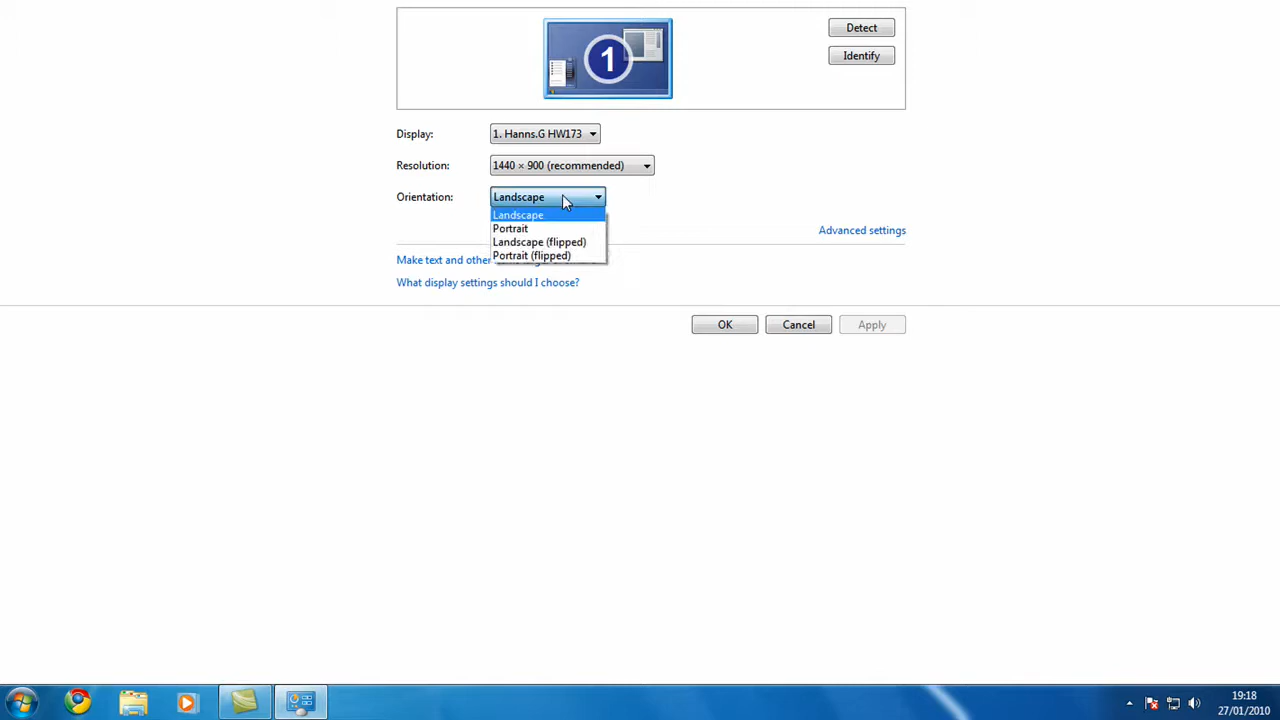 1
Detect
Identify
Display: 1. Hanns.G HW173
Resolution: 1440 × 900 (recommended)
Orientation: Landscape
Landscape
Portrait
Landscape (flipped)
Portrait (flipped)
Advanced settings
Make text and other
What display settings should I choose?
OK Cancel Apply
19:18
27/01/2010